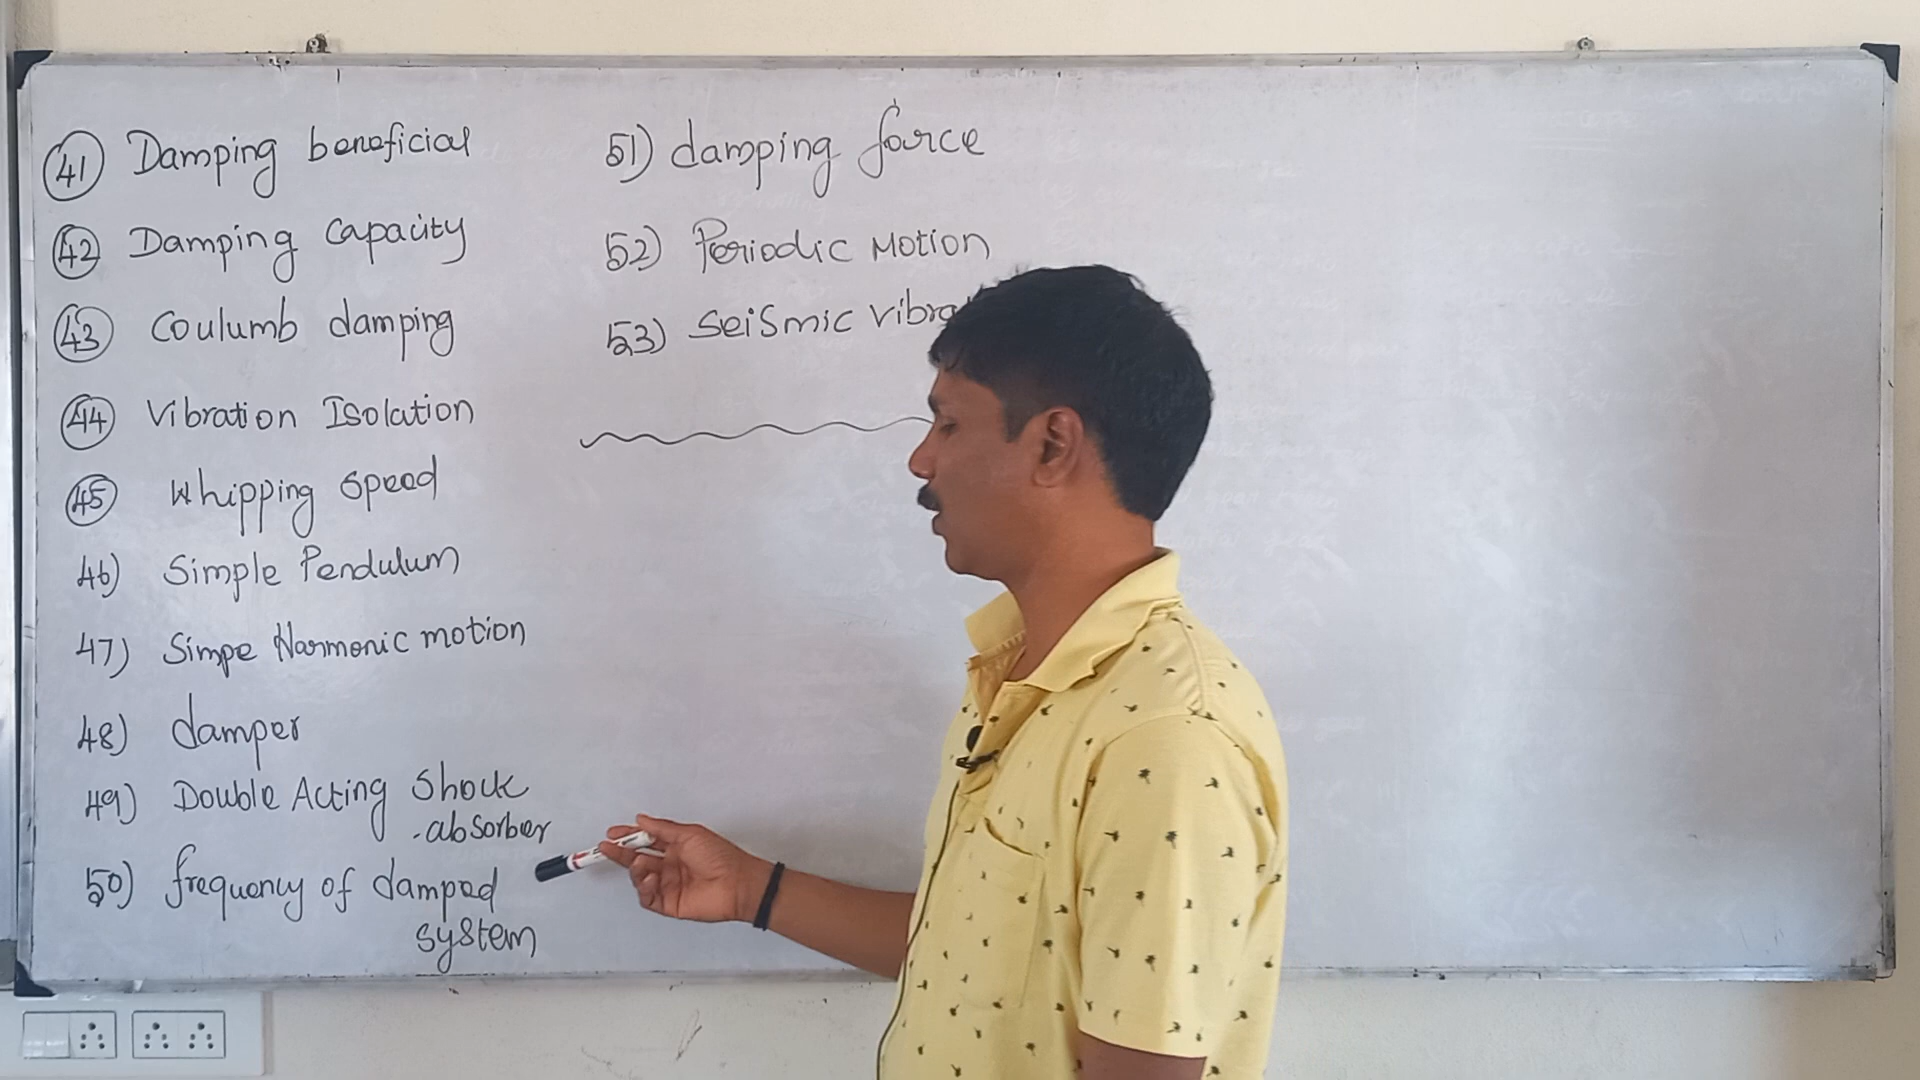 41 Damping beneficial
42 Damping capacity
43 Coulumb damping
44 Vibration Isolation
45 Whipping Speed
46) Simple Pendulum
47) Simpe Harmonic motion
48) damper
49) Double Acting Shock
absorber
50) frequency of damped
system
51) damping force
52) Periodic Motion
53) Seismic